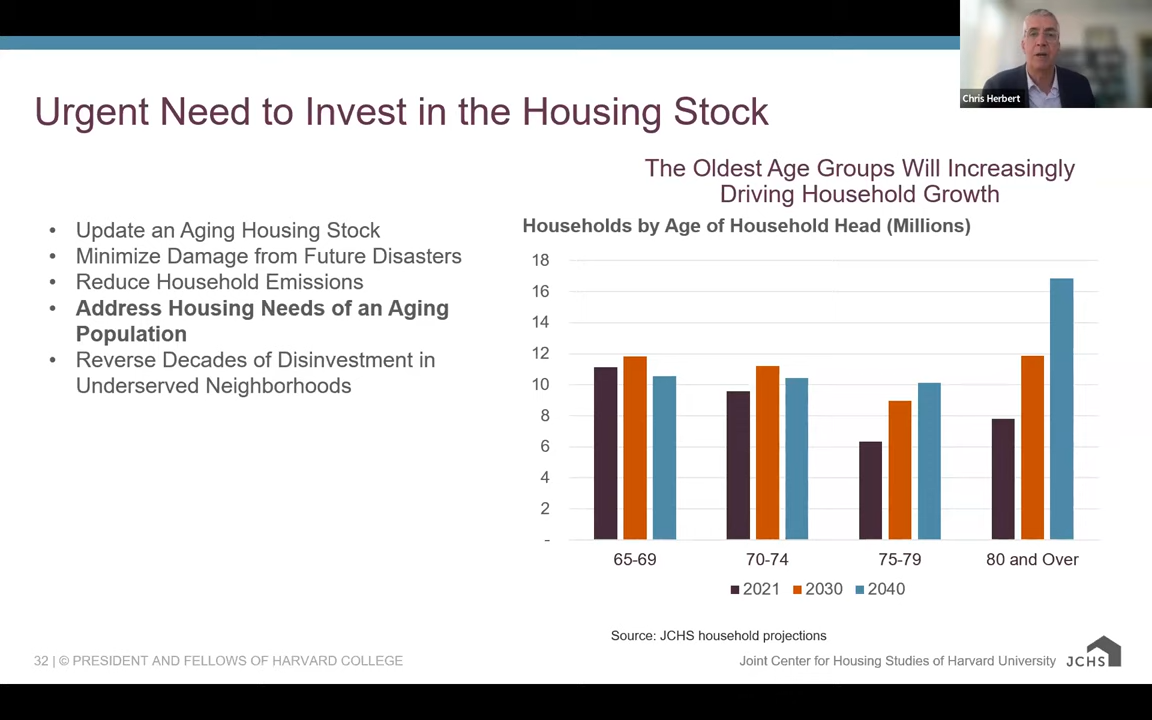 Chris Herbert
Urgent Need to Invest in the Housing Stock
• Update an Aging Housing Stock
• Minimize Damage from Future Disasters
• Reduce Household Emissions
• Address Housing Needs of an Aging
Population
• Reverse Decades of Disinvestment in
Underserved Neighborhoods
The Oldest Age Groups Will Increasingly
Driving Household Growth
Households by Age of Household Head (Millions)
18
16
14
12
10
8
6
4
2
-
65-69 70-74 75-79 80 and Over
2021 2030 2040
Source: JCHS household projections
32 | © PRESIDENT AND FELLOWS OF HARVARD COLLEGE
Joint Center for Housing Studies of Harvard University JCHS